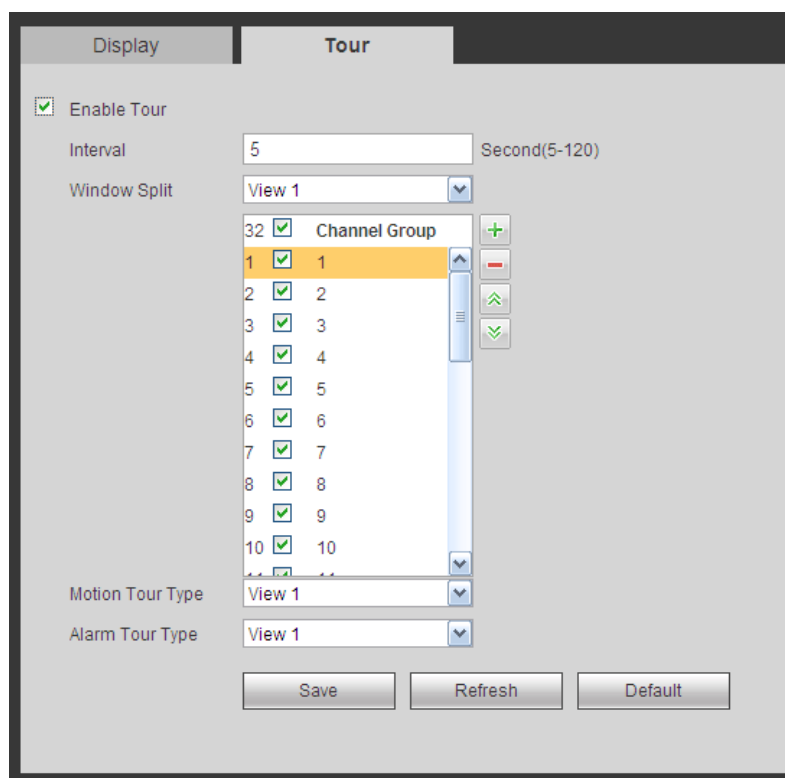 Display Tour
Enable Tour
Interval 5 Second(5-120)
Window Split View 1
32 Channel Group
1 1
2 2
3 3
4 4
5 5
6 6
7 7
8 8
9 9
10 10
Motion Tour Type View 1
Alarm Tour Type View 1
Save Refresh Default